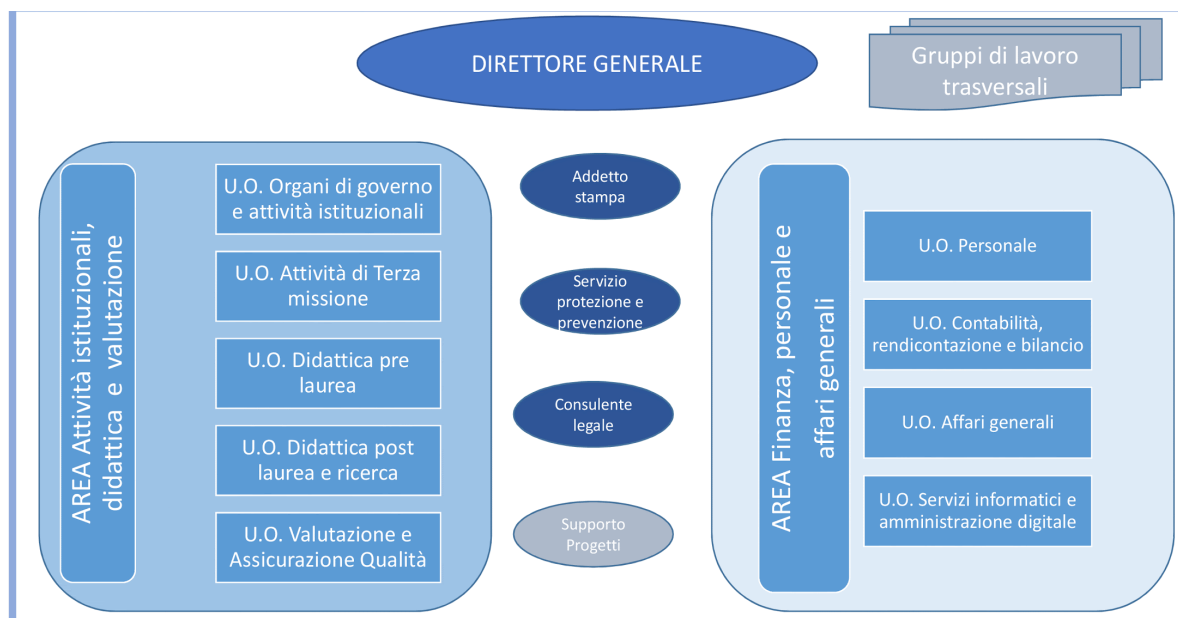 DIRETTORE GENERALE
Gruppi di lavoro
trasversali
AREA Attività istituzionali,
didattica e valutazione
U.O. Organi di governo
e attività istituzionali
U.O. Attività di Terza
missione
U.O. Didattica pre
laurea
U.O. Didattica post
laurea e ricerca
U.O. Valutazione e
Assicurazione Qualità
Addetto
stampa
Servizio
protezione e
prevenzione
Consulente
legale
Supporto
Progetti
AREA Finanza, personale e
affari generali
U.O. Personale
U.O. Contabilità,
rendicontazione e bilancio
U.O. Affari generali
U.O. Servizi informatici e
amministrazione digitale